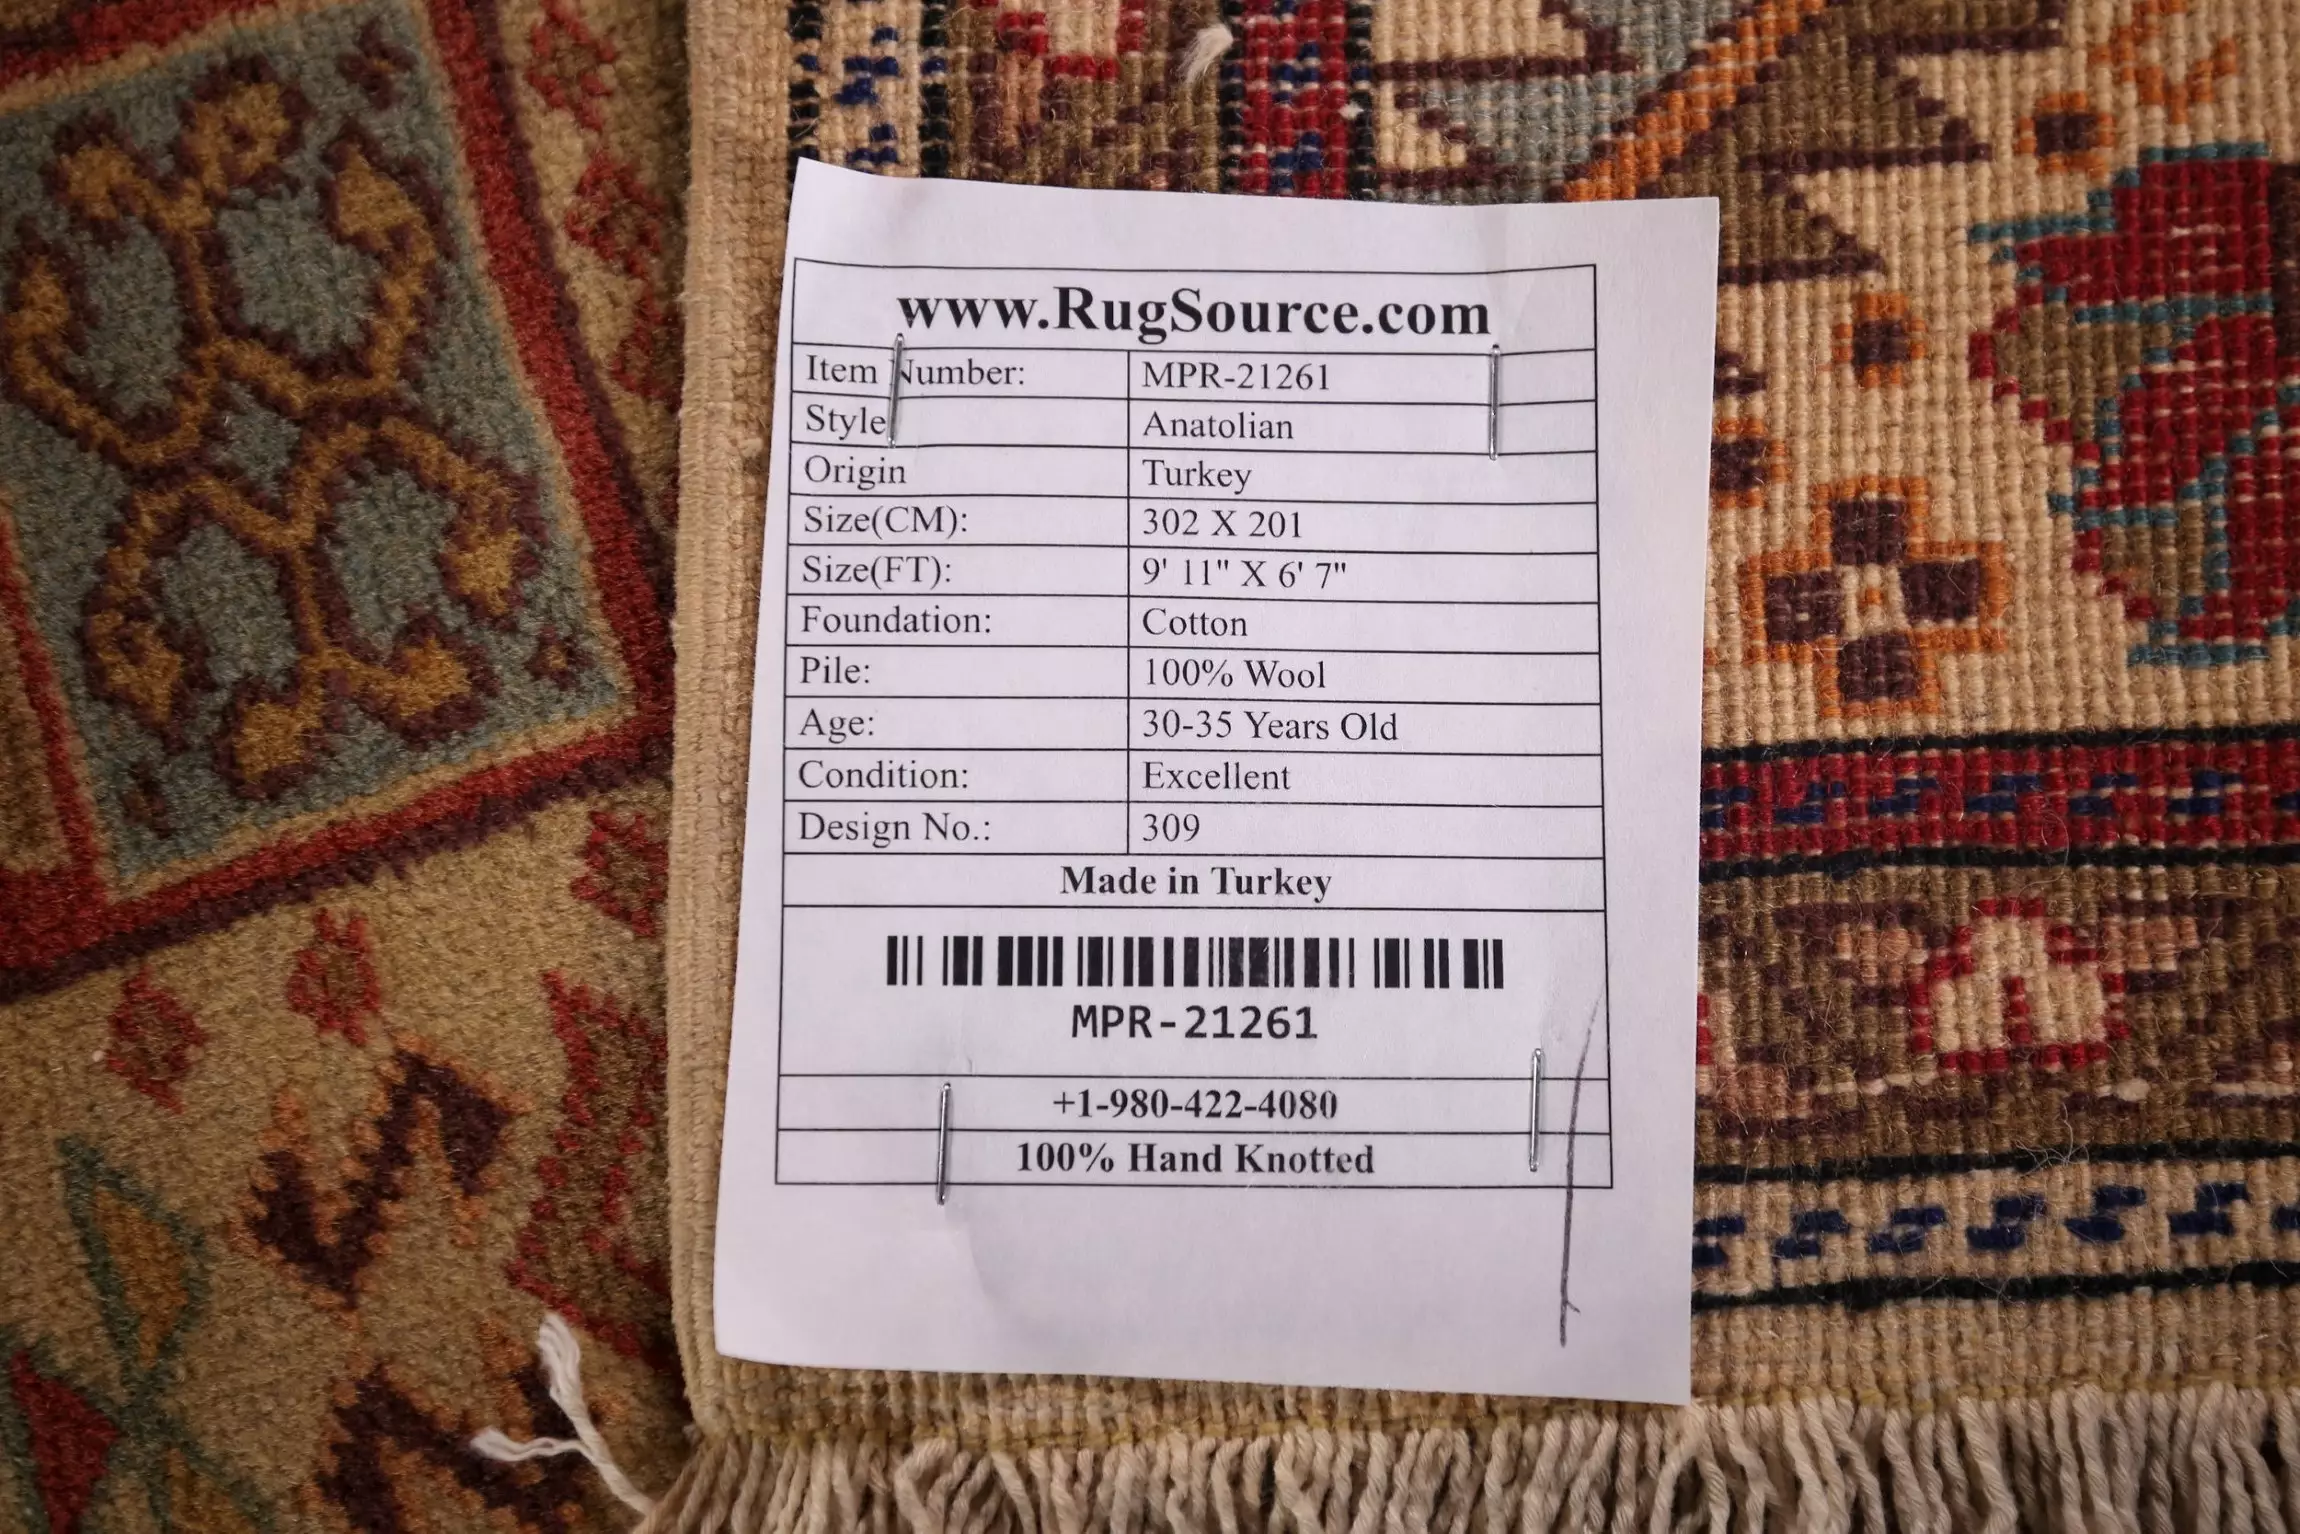 www.RugSource.com
Item Number: MPR-21261
Style Anatolian
Origin Turkey
Size(CM): 302 X 201
Size(FT): 9' 11" X 6' 7"
Foundation: Cotton
Pile: 100% Wool
Age: 30-35 Years Old
Condition: Excellent
Design No.: 309
Made in Turkey
MPR-21261
+1-980-422-4080
100% Hand Knotted